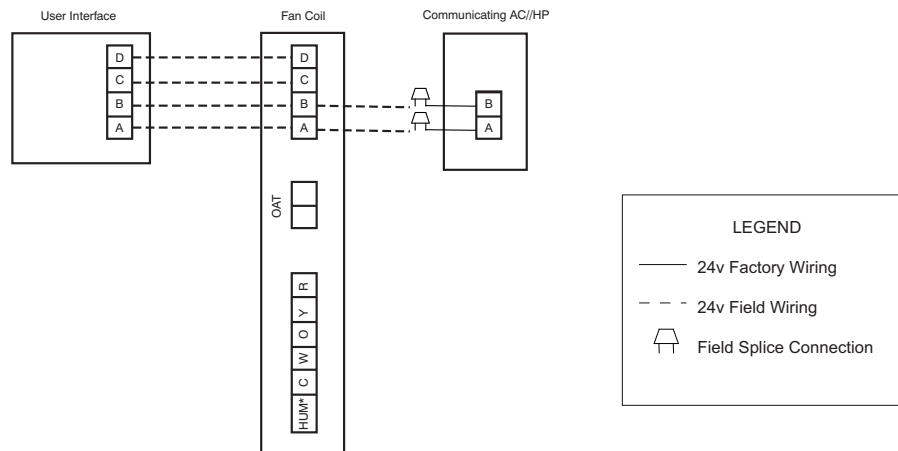 User Interface
Fan Coil
Communicating AC//HP
D
C
B
A
D
C
B
A
B
A
OAT
R
Y
O
W
C
HUM*
LEGEND
24v Factory Wiring
24v Field Wiring
Field Splice Connection